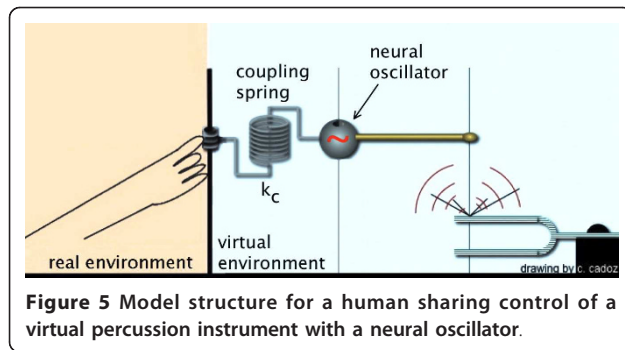 neural
oscillator
coupling
spring
k_c
virtual
real environment environment
drawing by c. cadoz
Figure 5 Model structure for a human sharing control of a
virtual percussion instrument with a neural oscillator.